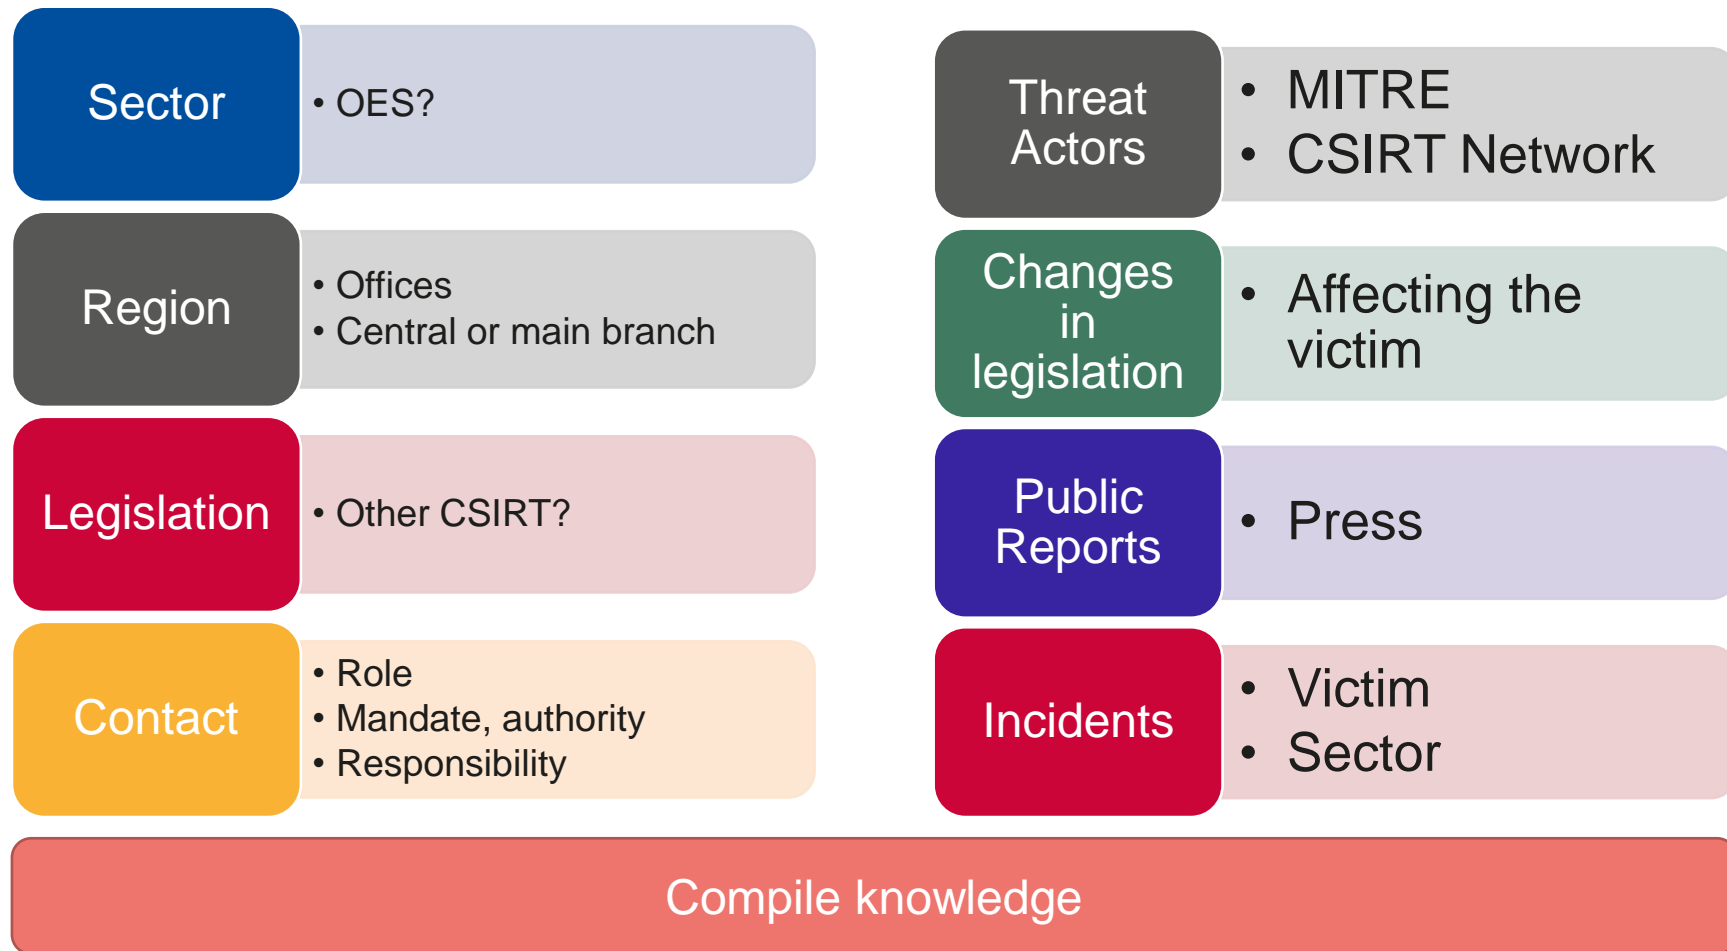 Sector
• OES?
Region
• Offices
• Central or main branch
Legislation
• Other CSIRT?
Contact
• Role
• Mandate, authority
• Responsibility
Threat
Actors
• MITRE
• CSIRT Network
Changes
in
legislation
• Affecting the
victim
Public
Reports
• Press
Incidents
• Victim
• Sector
Compile knowledge